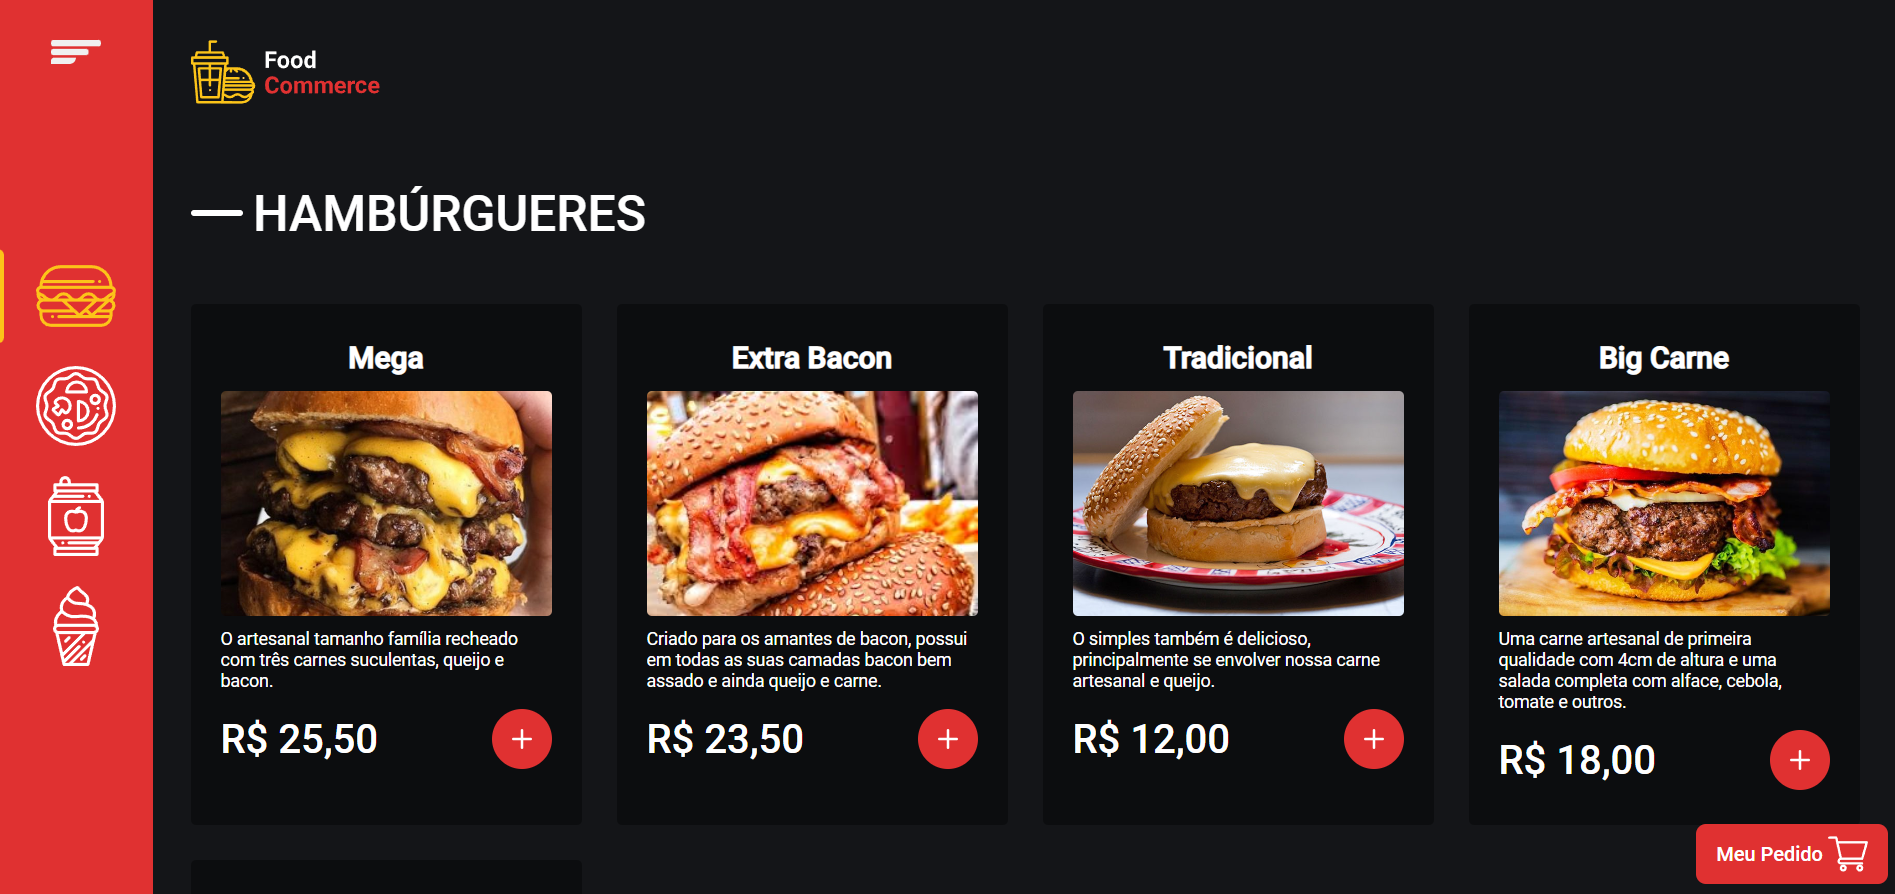 Food
Commerce
HAMBÚRGUERES
Mega
O artesanal tamanho família recheado
com três carnes suculentas, queijo e
bacon.
R$ 25,50
Extra Bacon
Criado para os amantes de bacon, possui
em todas as suas camadas bacon bem
assado e ainda queijo e carne.
R$ 23,50
Tradicional
O simples também é delicioso,
principalmente se envolver nossa carne
artesanal e queijo.
R$ 12,00
Big Carne
Uma carne artesanal de primeira
qualidade com 4cm de altura e uma
salada completa com alface, cebola,
tomate e outros.
R$ 18,00
Meu Pedido